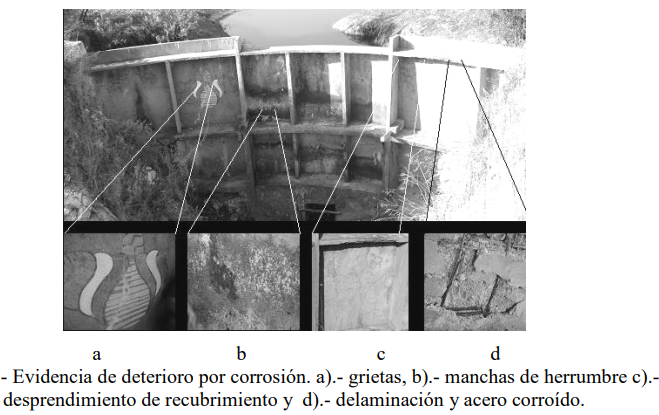 a b c d
- Evidencia de deterioro por corrosión. a).- grietas, b).- manchas de herrumbre c).-
desprendimiento de recubrimiento y d).- delaminación y acero corroído.